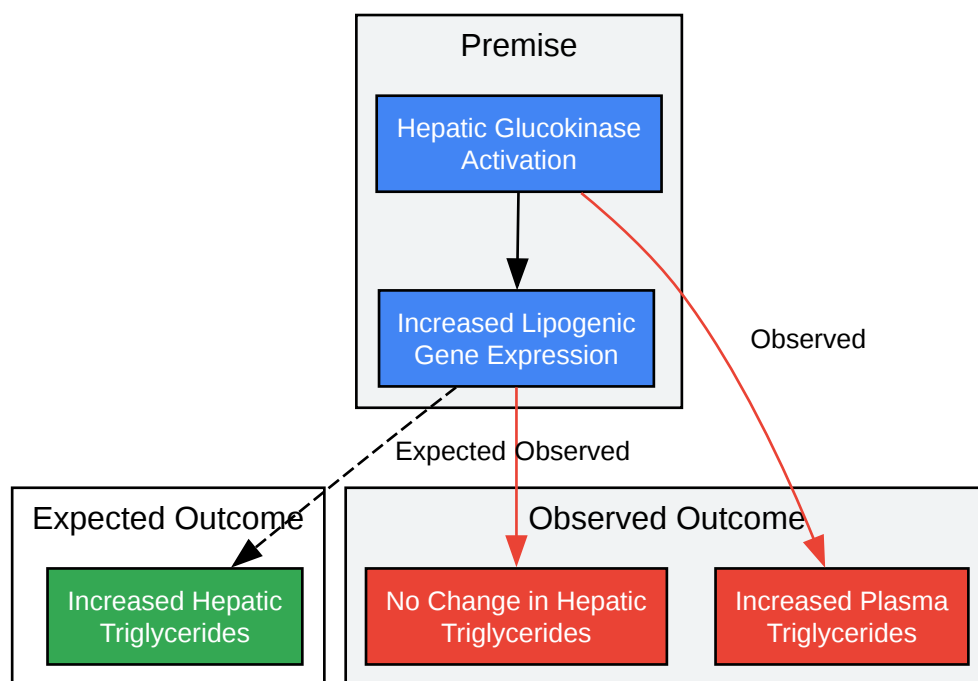 Premise
Hepatic Glucokinase
Activation
Increased Lipogenic
Gene Expression
Observed
Expected
Observed
Expected Outcome
Observed Outcome
Increased Hepatic
Triglycerides
No Change in Hepatic
Triglycerides
Increased Plasma
Triglycerides